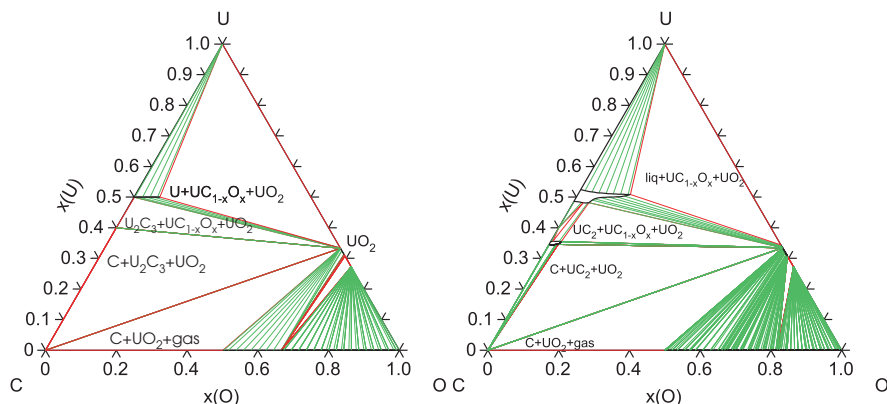 U
1.0
0.9
0.8
0.7
0.6
0.5
0.4
0.3
0.2
0.1
0
x(U)
U+UC1-xOx+UO2
U2C3+UC1-xOx+UO2
UO2
C+U2C3+UO2
C+UO2+gas
0 0.2 0.4 0.6 0.8 1.0
C
x(O)
O
U
1.0
0.9
0.8
0.7
0.6
0.5
0.4
0.3
0.2
0.1
0
x(U)
liq+UC1-xOx+UO2
UC2+UC1-xOx+UO2
C+UC2+UO2
C+UO2+gas
0 0.2 0.4 0.6 0.8 1.0
C
x(O)
O